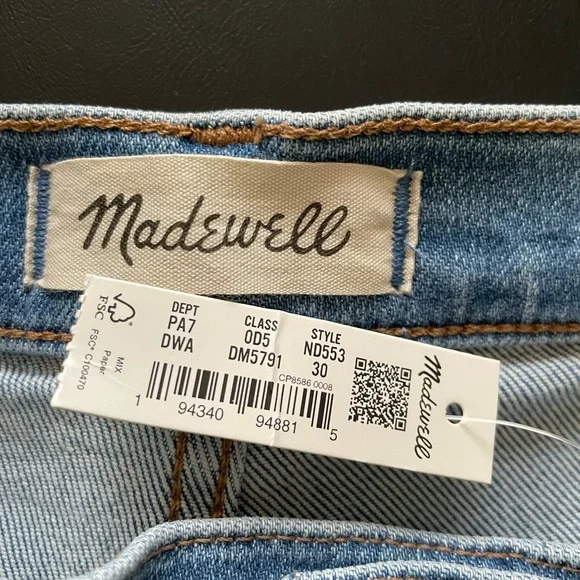 Madewell
FSC
MIX
Paper
FSC® C100470
DEPT CLASS STYLE
PA7 0D5 ND553
DWA DM5791 30
CP8586 0008
1 94340 94881 5
Madewell